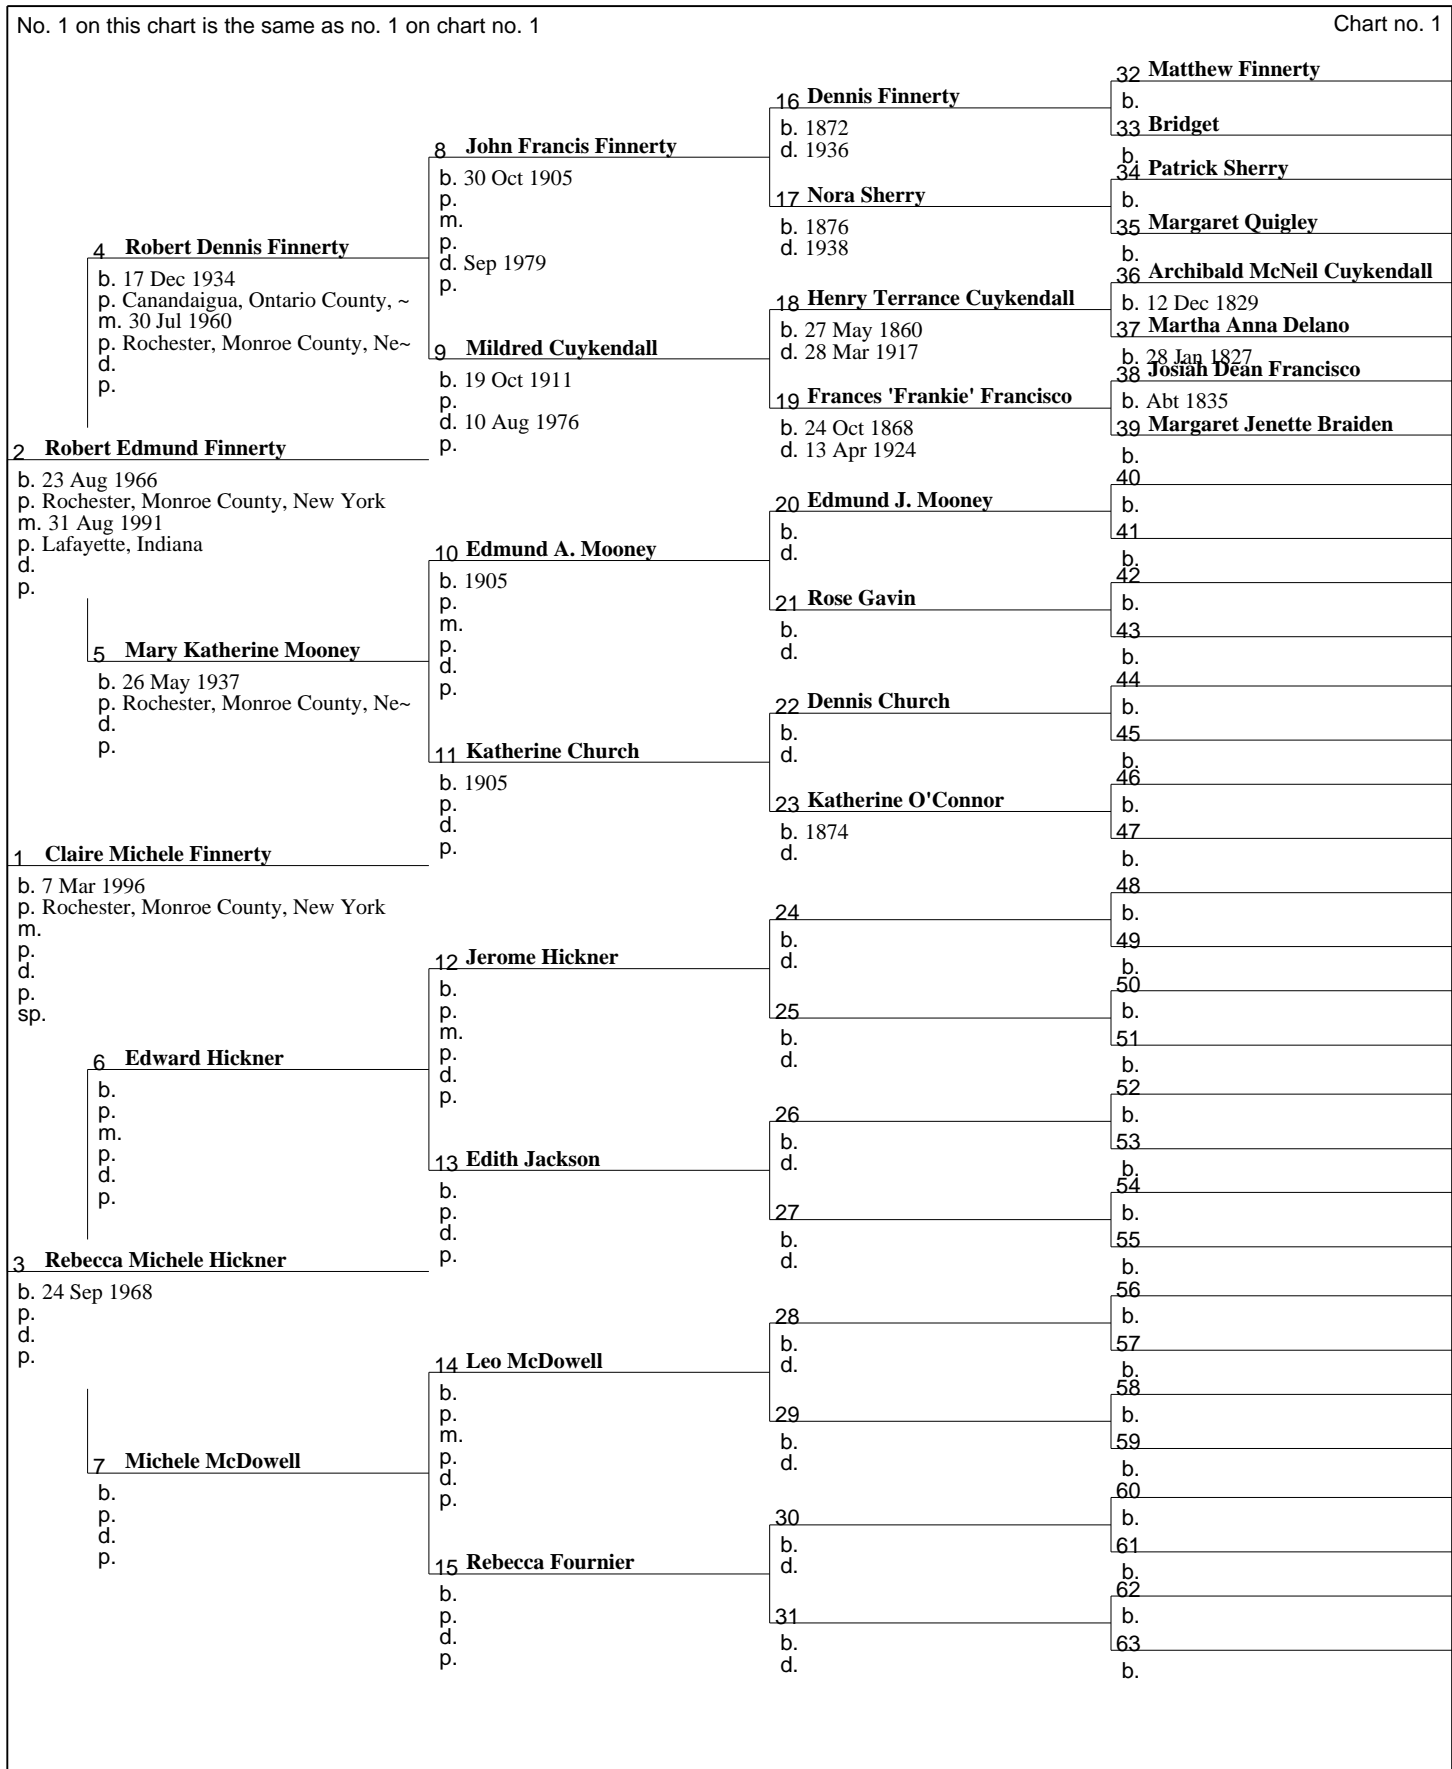 No. 1 on this chart is the same as no. 1 on chart no. 1
Chart no. 1
2 Robert Edmund Finnerty
b. 23 Aug 1966
p. Rochester, Monroe County, New York
m. 31 Aug 1991
p. Lafayette, Indiana
d.
p.
1 Claire Michele Finnerty
b. 7 Mar 1996
p. Rochester, Monroe County, New York
m.
p.
d.
p.
sp.
3 Rebecca Michele Hickner
b. 24 Sep 1968
p.
d.
p.
4 Robert Dennis Finnerty
b. 17 Dec 1934
p. Canandaigua, Ontario County, ~
m. 30 Jul 1960
p. Rochester, Monroe County, Ne~
d.
p.
5 Mary Katherine Mooney
b. 26 May 1937
p. Rochester, Monroe County, Ne~
d.
p.
6 Edward Hickner
b.
p.
m.
p.
d.
p.
7 Michele McDowell
b.
p.
d.
p.
8 John Francis Finnerty
b. 30 Oct 1905
p.
m.
p.
d. Sep 1979
p.
9 Mildred Cuykendall
b. 19 Oct 1911
p.
d. 10 Aug 1976
p.
10 Edmund A. Mooney
b. 1905
p.
m.
p.
d.
p.
11 Katherine Church
b. 1905
p.
d.
p.
12 Jerome Hickner
b.
p.
m.
p.
d.
p.
13 Edith Jackson
b.
p.
d.
p.
14 Leo McDowell
b.
p.
m.
p.
d.
p.
15 Rebecca Fournier
b.
p.
d.
p.
16 Dennis Finnerty
b. 1872
d. 1936
17 Nora Sherry
b. 1876
d. 1938
18 Henry Terrance Cuykendall
b. 27 May 1860
d. 28 Mar 1917
19 Frances 'Frankie' Francisco
b. 24 Oct 1868
d. 13 Apr 1924
20 Edmund J. Mooney
b.
d.
21 Rose Gavin
b.
d.
22 Dennis Church
b.
d.
23 Katherine O'Connor
b. 1874
d.
24
b.
d.
25
b.
d.
26
b.
d.
27
b.
d.
28
b.
d.
29
b.
d.
30
b.
d.
31
b.
d.
32 Matthew Finnerty
b.
33 Bridget
b.
34 Patrick Sherry
b.
35 Margaret Quigley
b.
36 Archibald McNeil Cuykendall
b. 12 Dec 1829
37 Martha Anna Delano
b. 28 Jan 1827
38 Josiah Dean Francisco
b. Abt 1835
39 Margaret Jenette Braiden
b.
40
b.
41
b.
42
b.
43
b.
44
b.
45
b.
46
b.
47
b.
48
b.
49
b.
50
b.
51
b.
52
b.
53
b.
54
b.
55
b.
56
b.
57
b.
58
b.
59
b.
60
b.
61
b.
62
b.
63
b.